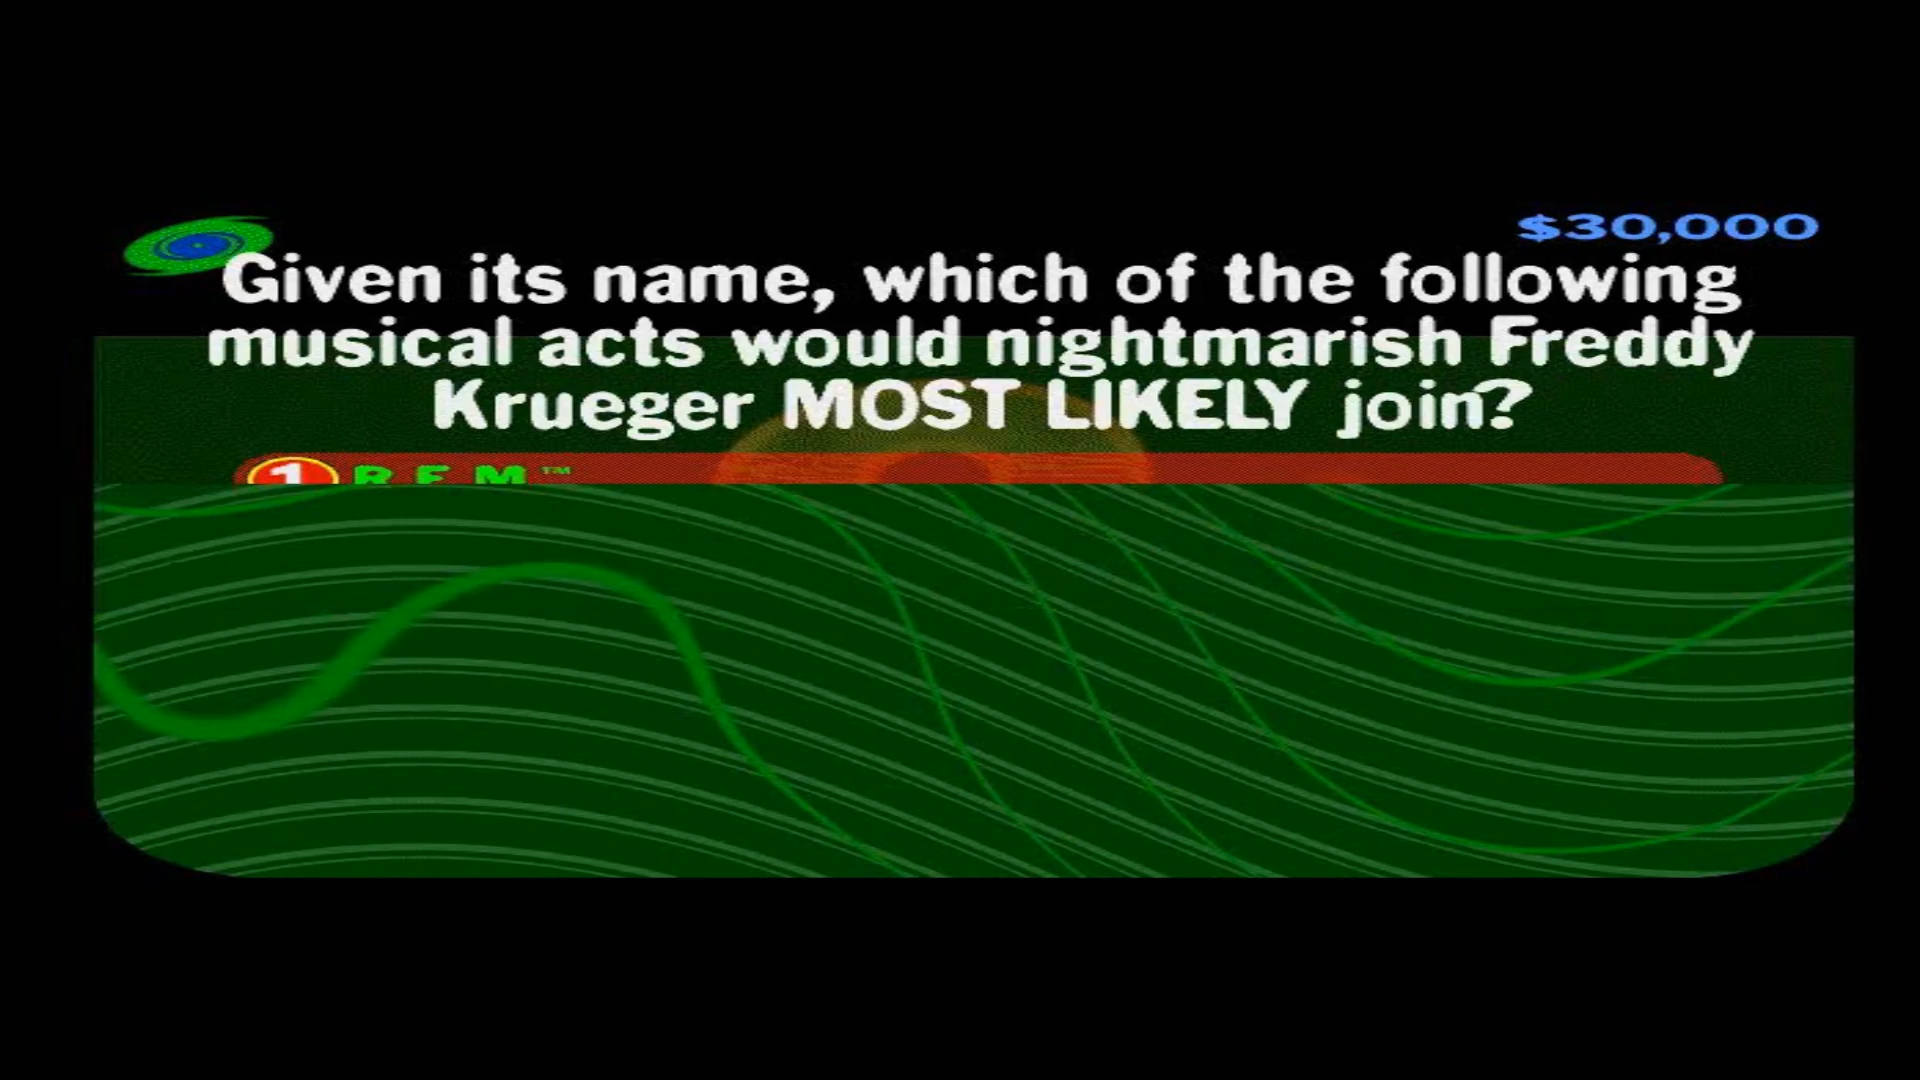 $30,000
Given its name, which of the following
musical acts would nightmarish Freddy
Krueger MOST LIKELY join?
1 R.E.M.™